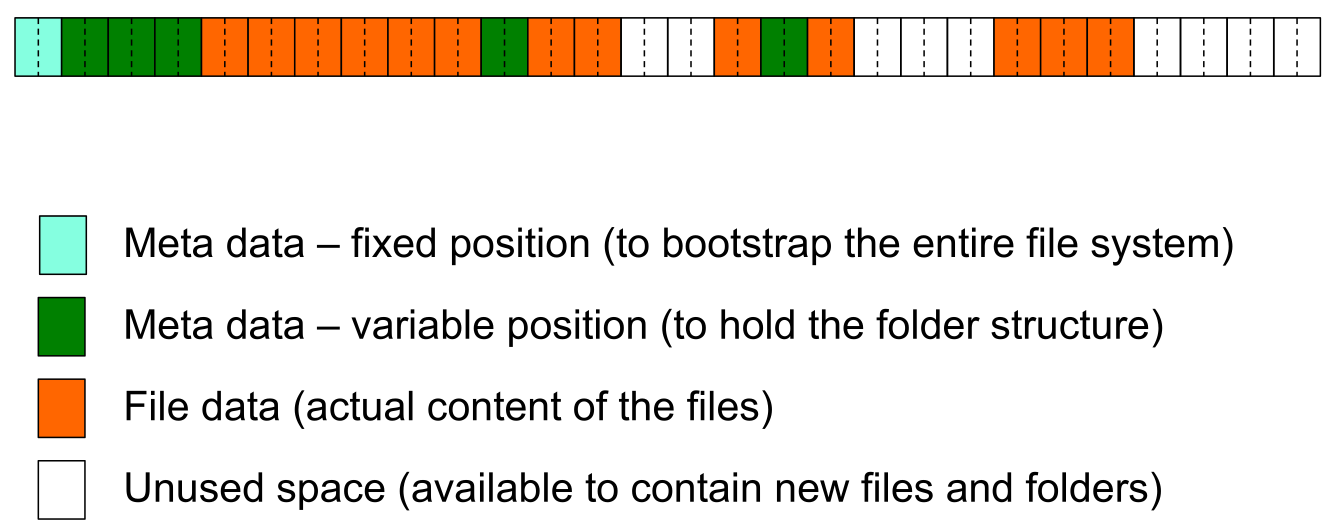 Meta data – fixed position (to bootstrap the entire file system)
Meta data – variable position (to hold the folder structure)
File data (actual content of the files)
Unused space (available to contain new files and folders)